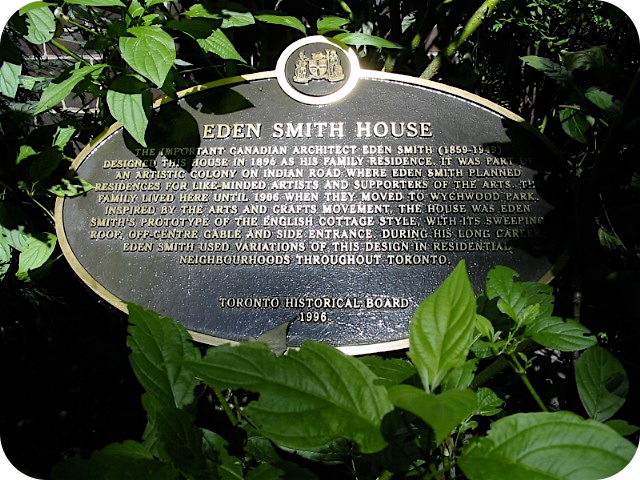 EDEN SMITH HOUSE
THE IMPORTANT CANADIAN ARCHITECT EDEN SMITH (1859-1949)
DESIGNED THIS HOUSE IN 1896 AS HIS FAMILY RESIDENCE. IT WAS PART OF
AN ARTISTIC COLONY ON INDIAN ROAD WHERE EDEN SMITH PLANNED
RESIDENCES FOR LIKE-MINDED ARTISTS AND SUPPORTERS OF THE ARTS. THE
FAMILY LIVED HERE UNTIL 1906 WHEN THEY MOVED TO WYCHWOOD PARK.
INSPIRED BY THE ARTS AND CRAFTS MOVEMENT, THE HOUSE WAS EDEN
SMITH'S PROTOTYPE OF THE ENGLISH COTTAGE STYLE, WITH ITS SWEEPING
ROOF, OFF-CENTRE GABLE AND SIDE ENTRANCE. DURING HIS LONG CAREER
EDEN SMITH USED VARIATIONS OF THIS DESIGN IN RESIDENTIAL
NEIGHBOURHOODS THROUGHOUT TORONTO.
TORONTO HISTORICAL BOARD
1996.